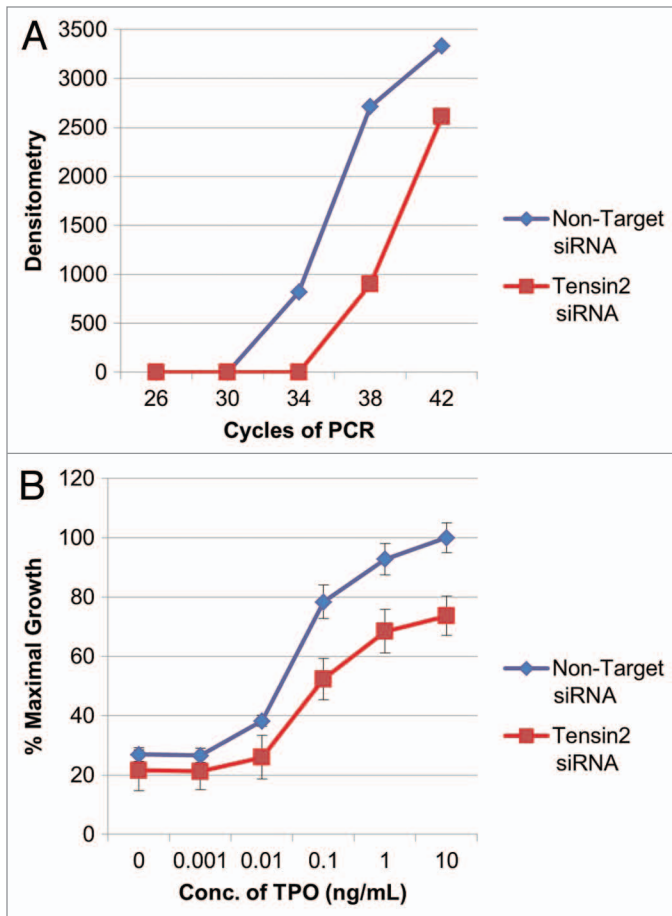 A
3500
3000
2500
2000
1500
1000
500
0
Densitometry
26 30 34 38 42
Cycles of PCR
Non-Target
siRNA
Tensin2
siRNA
B
120
100
80
60
40
20
0
% Maximal Growth
0 0.001 0.01 0.1 1 10
Conc. of TPO (ng/mL)
Non-Target
siRNA
Tensin2
siRNA